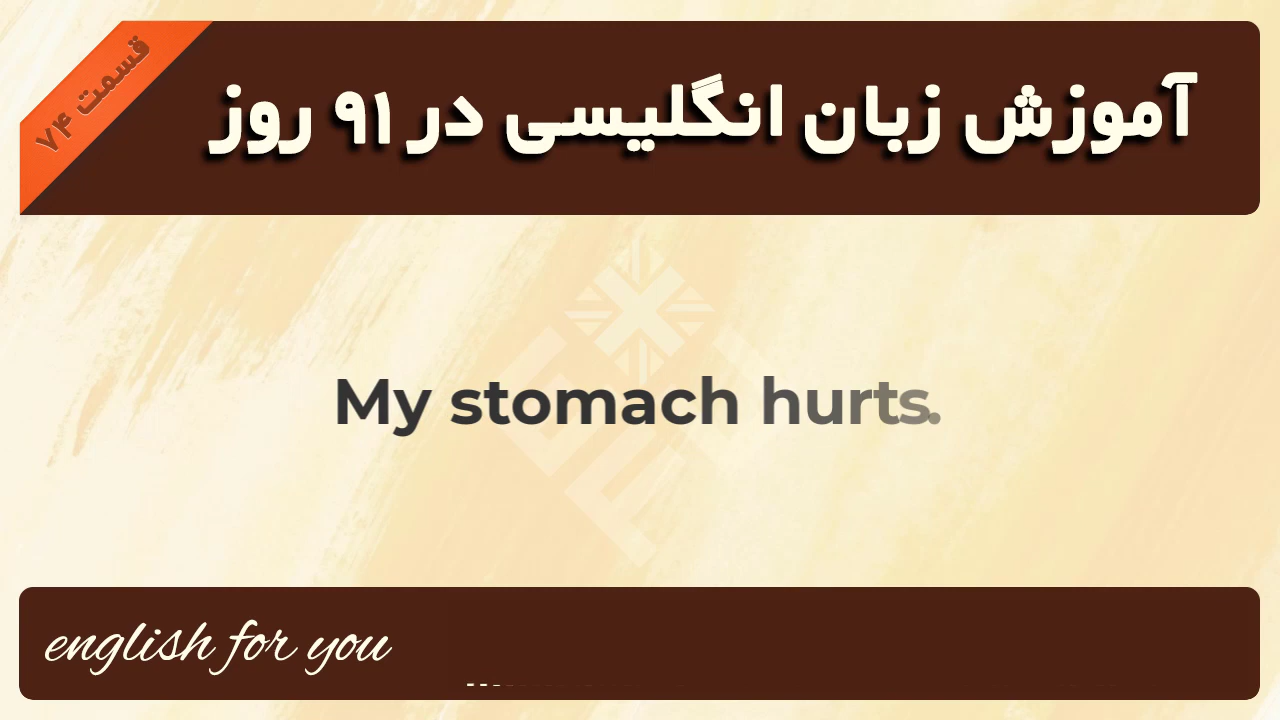 قسمت ۷۴
آموزش زبان انگلیسی در ۹۱ روز
My stomach hurts.
english for you